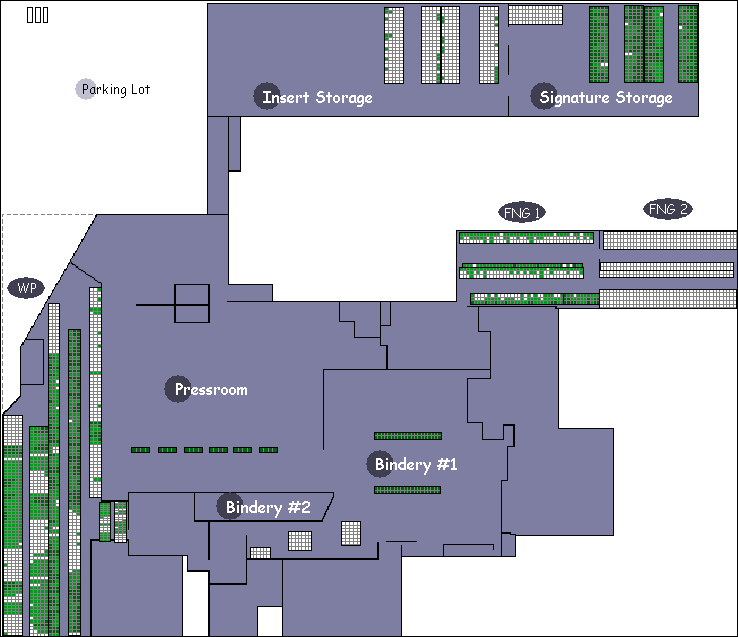 Parking Lot
Insert Storage
Signature Storage
FNG 1
FNG 2
WP
Pressroom
Bindery #1
Bindery #2